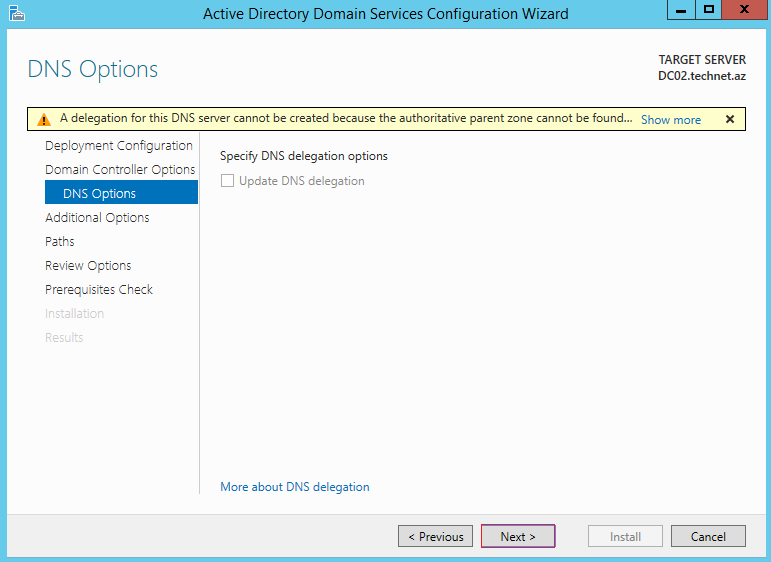 Active Directory Domain Services Configuration Wizard
DNS Options
TARGET SERVER
DC02.technet.az
A delegation for this DNS server cannot be created because the authoritative parent zone cannot be found... Show more
Deployment Configuration
Domain Controller Options
DNS Options
Additional Options
Paths
Review Options
Prerequisites Check
Installation
Results
Specify DNS delegation options
Update DNS delegation
More about DNS delegation
< Previous Next > Install Cancel